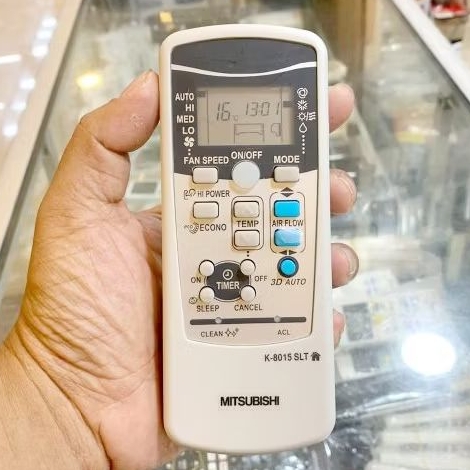 AUTO
HI
MED
LO
16°C 13:01
FAN SPEED ON/OFF MODE
HI POWER
ECONO TEMP AIR FLOW
ON OFF
TIMER
3D AUTO
SLEEP CANCEL
CLEAN ACL
K-8015 SLT
MITSUBISHI